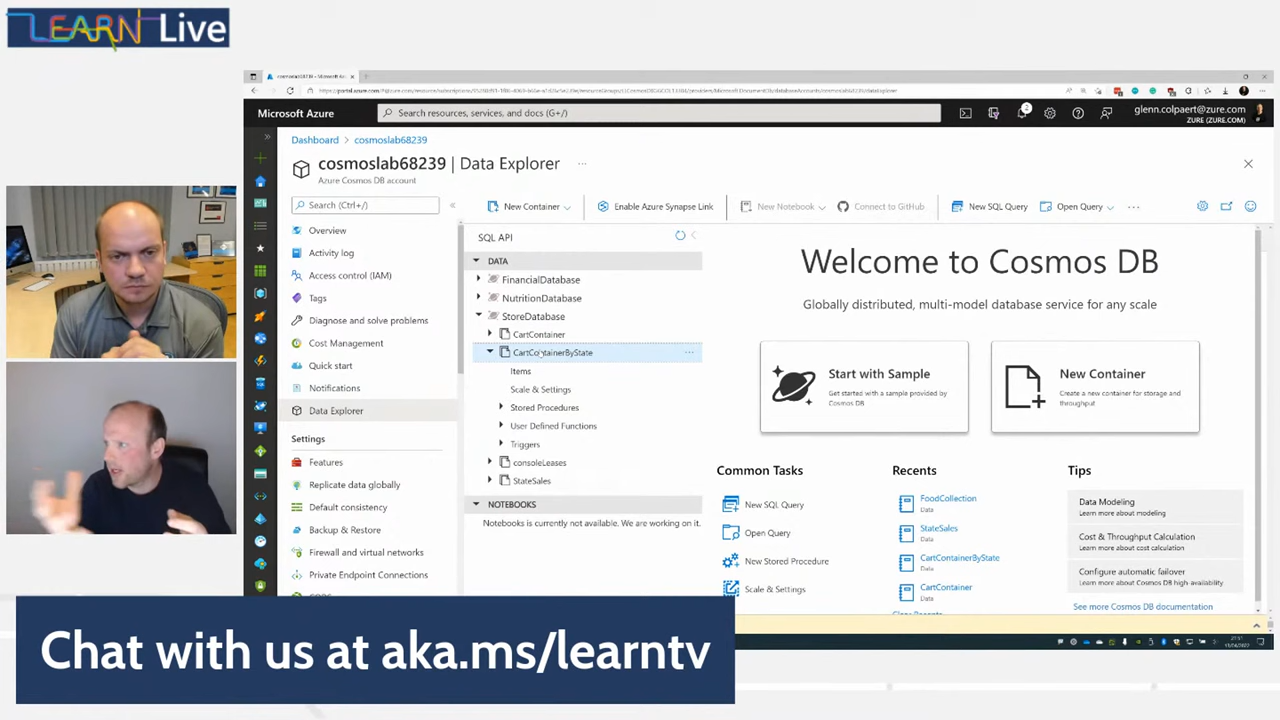 LEARN Live
Microsoft Azure
Search resources, services, and docs (G+/)
2
glenn.colpaert@zure.com
ZURE (ZURE.COM)
Dashboard > cosmoslab68239
cosmoslab68239 | Data Explorer ...
Azure Cosmos DB account
Search (Ctrl+/)
«
Overview
Activity log
Access control (IAM)
Tags
Diagnose and solve problems
Cost Management
Quick start
Notifications
Data Explorer
Settings
Features
Replicate data globally
Default consistency
Backup & Restore
Firewall and virtual networks
Private Endpoint Connections
New Container
Enable Azure Synapse Link
New Notebook
Connect to GitHub
New SQL Query
Open Query
...
SQL API
DATA
FinancialDatabase
NutritionDatabase
StoreDatabase
CartContainer
CartContainerByState ...
Items
Scale & Settings
Stored Procedures
User Defined Functions
Triggers
consoleLeases
StateSales
NOTEBOOKS
Notebooks is currently not available. We are working on it.
Welcome to Cosmos DB
Globally distributed, multi-model database service for any scale
Start with Sample
Get started with a sample provided by
Cosmos DB
New Container
Create a new container for storage and
throughput
Common Tasks
New SQL Query
Open Query
New Stored Procedure
Scale & Settings
Recents
FoodCollection
Data
StateSales
Data
CartContainerByState
Data
CartContainer
Data
Clear Recents
Tips
Data Modeling
Learn more about modeling
Cost & Throughput Calculation
Learn more about cost calculation
Configure automatic failover
Learn more about Cosmos DB high-availability
See more Cosmos DB documentation
Chat with us at aka.ms/learntv